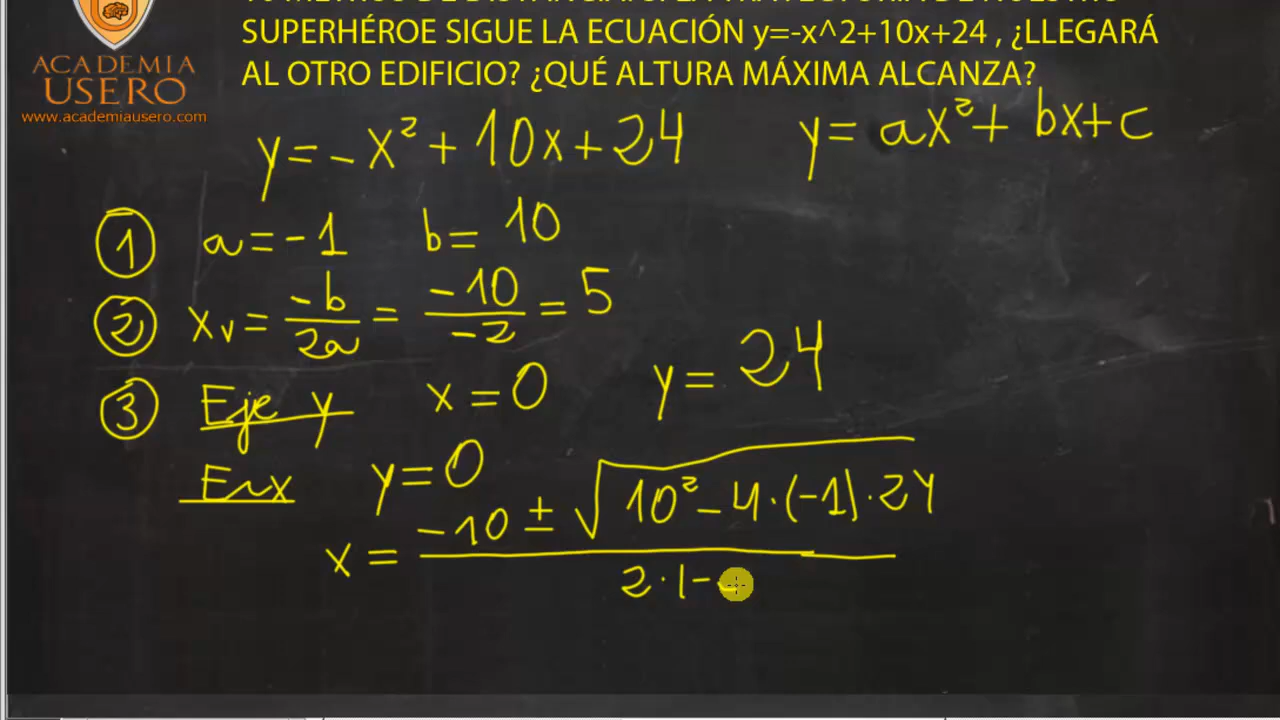 SUPERHÉROE SIGUE LA ECUACIÓN y=-x^2+10x+24 , ¿LLEGARÁ
AL OTRO EDIFICIO? ¿QUÉ ALTURA MÁXIMA ALCANZA?
ACADEMIA
USERO
www.academiausero.com
y = -x² + 10x + 24 y = ax² + bx + c
① a = -1 b = 10
② xv = -b/2a = -10/-2 = 5
③ Eje y x = 0 y = 24
Eje x y = 0
x = -10 ± √10² - 4·(-1)·24 / 2·(-